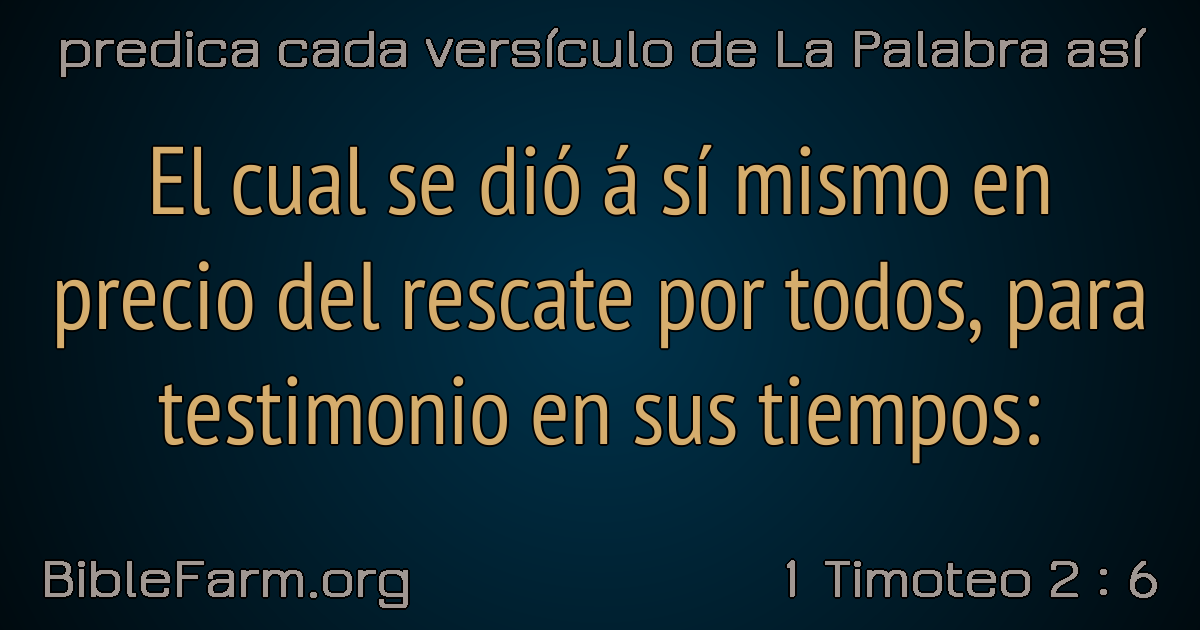 predica cada versículo de La Palabra así
El cual se dió á sí mismo en
precio del rescate por todos, para
testimonio en sus tiempos:
BibleFarm.org
1 Timoteo 2 : 6